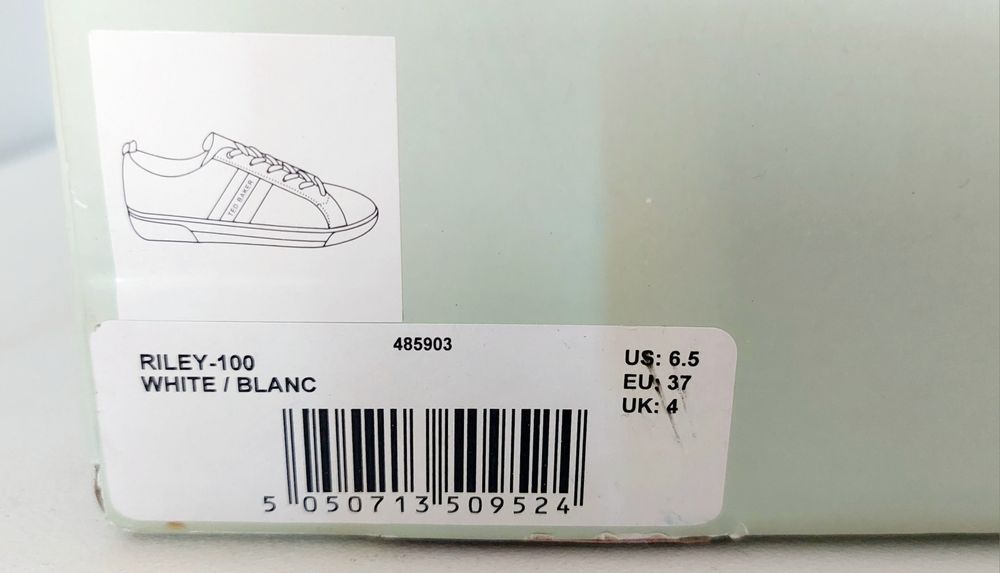 TED BAKER
485903
RILEY-100
WHITE / BLANC
US: 6.5
EU: 37
UK: 4
5 050713 509524